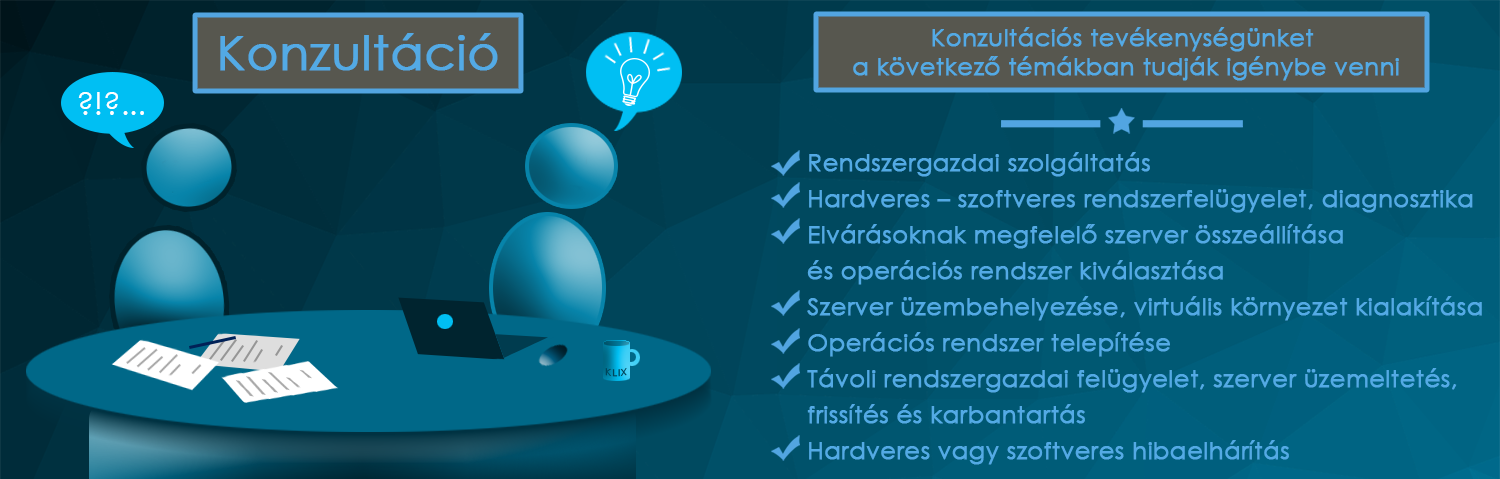 Konzultáció
?!?...
KLIX
Konzultációs tevékenységünket
a következő témákban tudják igénybe venni
Rendszergazdai szolgáltatás
Hardveres – szoftveres rendszerfelügyelet, diagnosztika
Elvárásoknak megfelelő szerver összeállítása
és operációs rendszer kiválasztása
Szerver üzembehelyezése, virtuális környezet kialakítása
Operációs rendszer telepítése
Távoli rendszergazdai felügyelet, szerver üzemeltetés,
frissítés és karbantartás
Hardveres vagy szoftveres hibaelhárítás